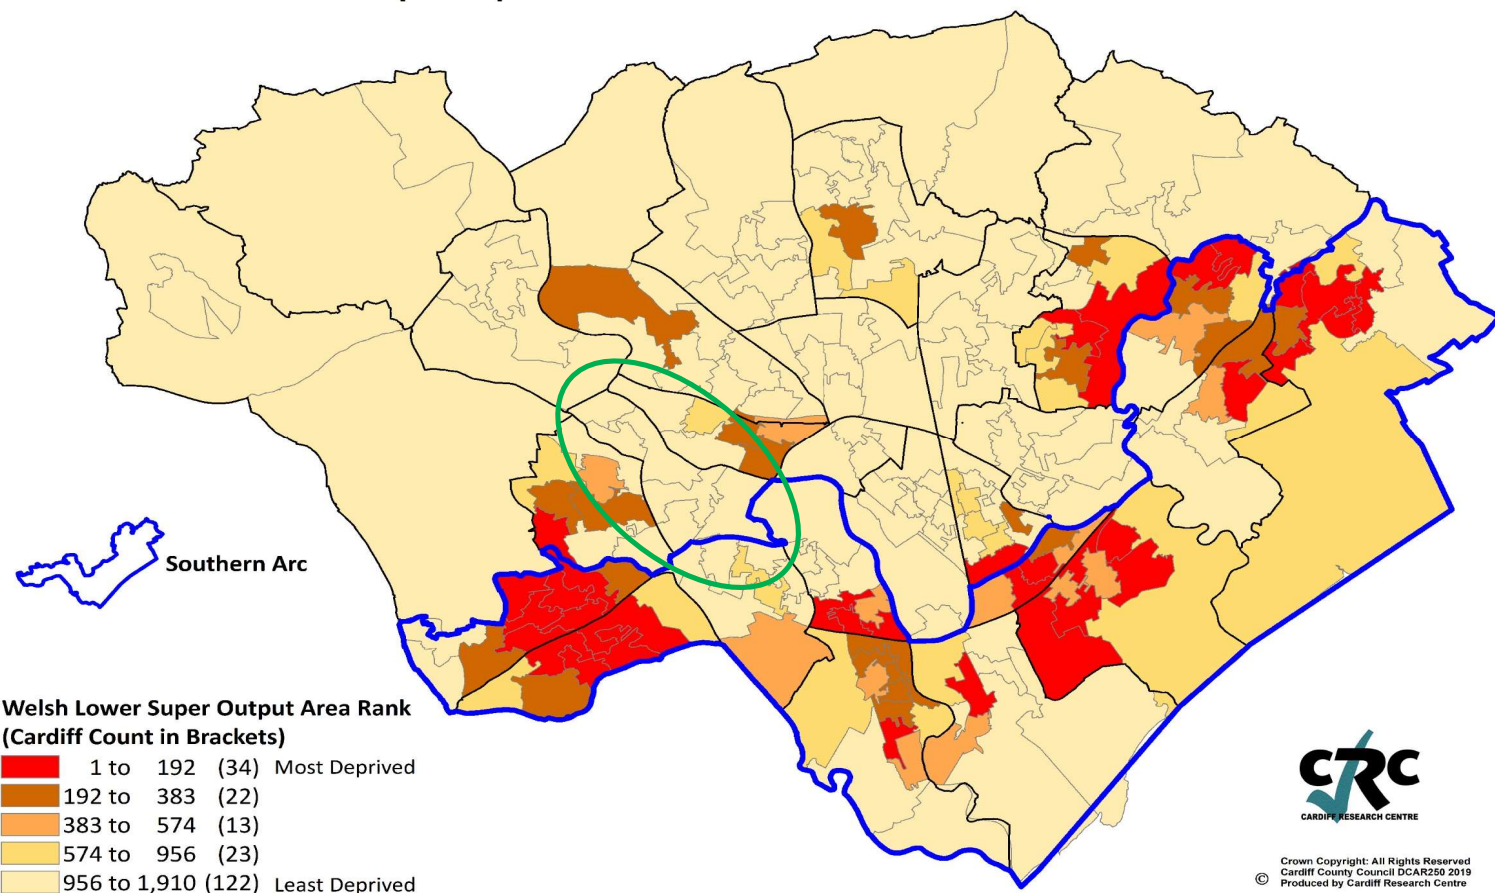 Southern Arc
Welsh Lower Super Output Area Rank
(Cardiff Count in Brackets)
1 to 192 (34) Most Deprived
192 to 383 (22)
383 to 574 (13)
574 to 956 (23)
956 to 1,910 (122) Least Deprived
CRC
CARDIFF RESEARCH CENTRE
Crown Copyright: All Rights Reserved
Cardiff County Council DCAR250 2019
© Produced by Cardiff Research Centre